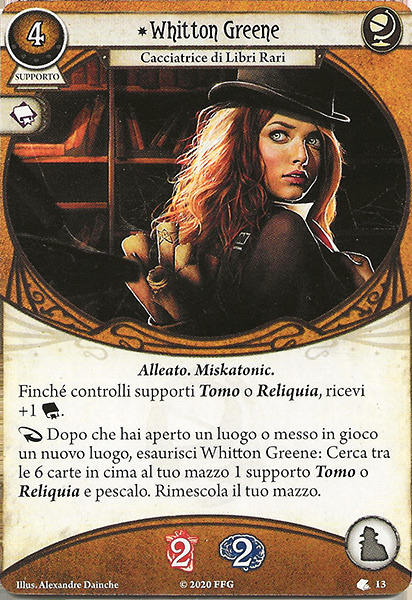 4
*Whitton Greene
SUPPORTO
Cacciatrice di Libri Rari
Alleato. Miskatonic.
Finché controlli supporti Tomo o Reliquia, ricevi
+1 .
Dopo che hai aperto un luogo o messo in gioco
un nuovo luogo, esaurisci Whitton Greene: Cerca tra
le 6 carte in cima al tuo mazzo 1 supporto Tomo o
Reliquia e pescalo. Rimescola il tuo mazzo.
2 2
Illus. Alexandre Dainche © 2020 FFG 13